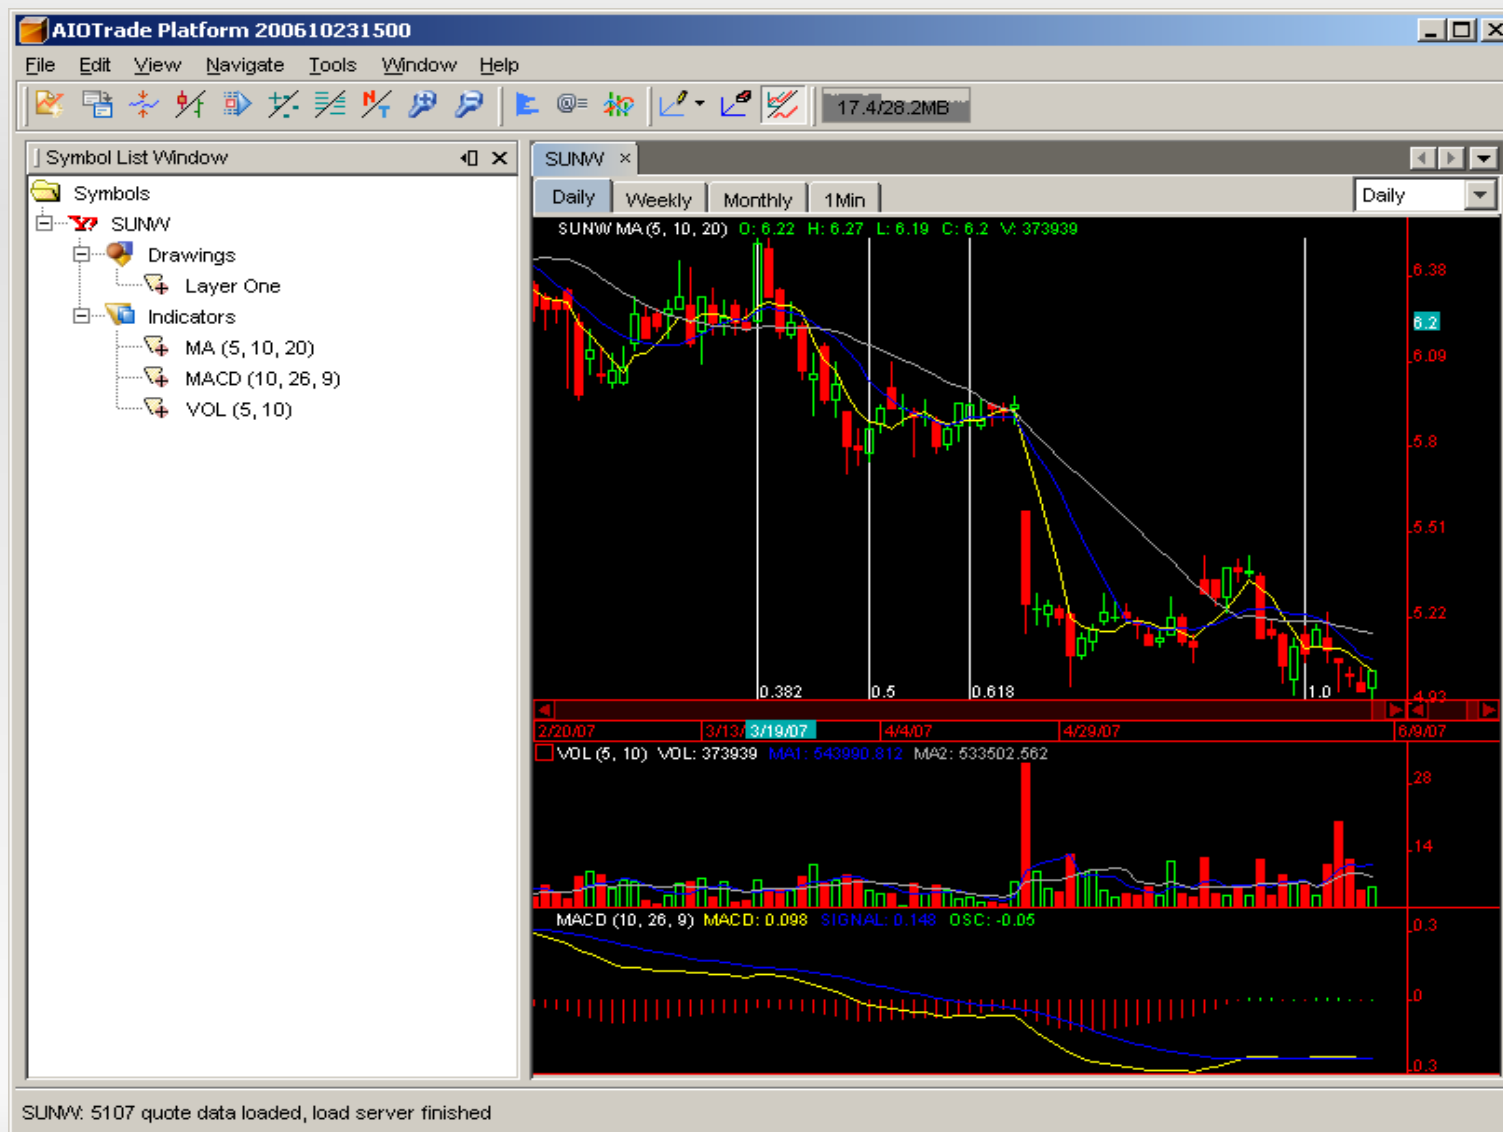 AIOTrade Platform 200610231500
File Edit View Navigate Tools Window Help
@= N T 17.4/28.2MB
Symbol List Window
Symbols
Y? SUNW
Drawings
Layer One
Indicators
MA (5, 10, 20)
MACD (10, 26, 9)
VOL (5, 10)
SUNW
Daily Weekly Monthly 1Min Daily
SUNW MA (5, 10, 20) O: 6.22 H: 6.27 L: 6.19 C: 6.2 V: 373939
6.38
6.2
6.09
5.8
5.51
5.22
4.93
0.382 0.5 0.618 1.0
2/20/07 3/13/ 3/19/07 4/4/07 4/29/07 6/9/07
VOL (5, 10) VOL: 373939 MA1: 543990.812 MA2: 533502.562
28
14
MACD (10, 26, 9) MACD: 0.098 SIGNAL: 0.148 OSC: -0.05
0.3
0
0.3
SUNW: 5107 quote data loaded, load server finished